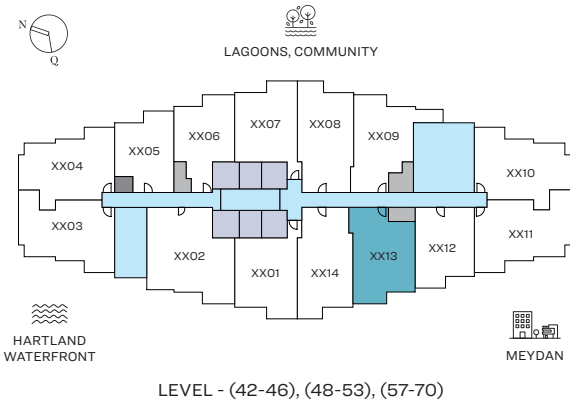 N
Q
LAGOONS, COMMUNITY
XX07
XX08
XX06
XX09
XX05
XX04
XX10
XX03
XX11
XX02
XX12
XX13
XX01
XX14
HARTLAND
WATERFRONT
MEYDAN
LEVEL - (42-46), (48-53), (57-70)